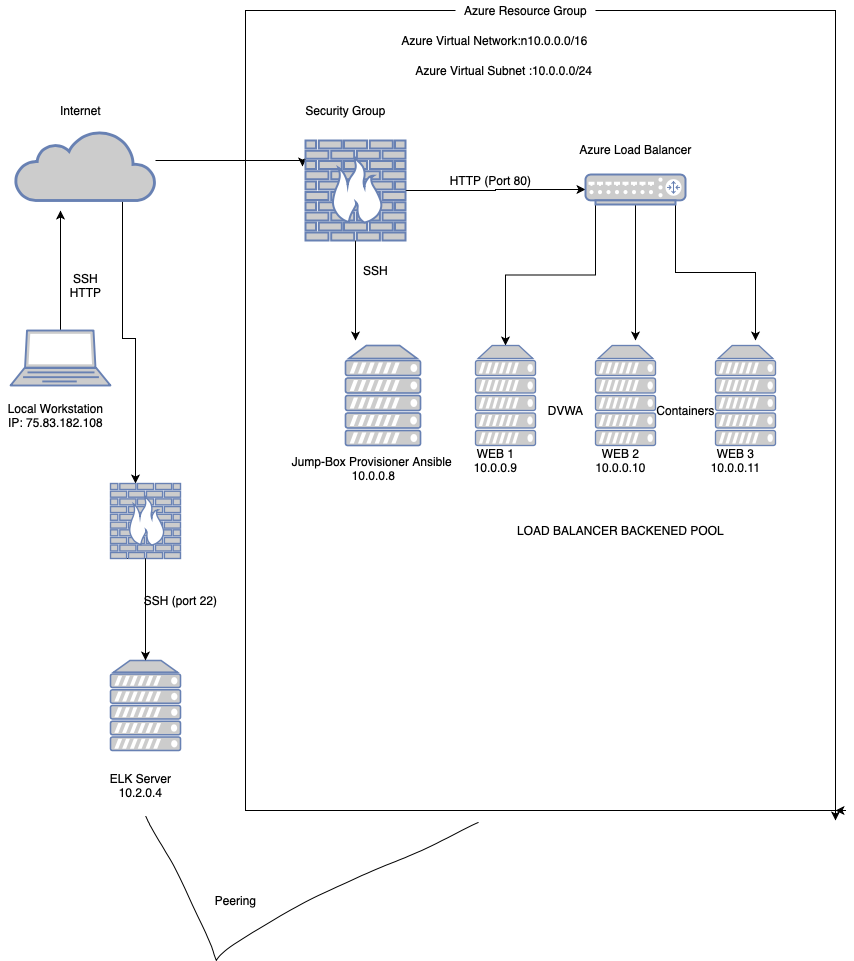 Azure Resource Group
Azure Virtual Network:n10.0.0.0/16
Azure Virtual Subnet :10.0.0.0/24
Internet
Security Group
Azure Load Balancer
HTTP (Port 80)
SSH
SSH
HTTP
Local Workstation
IP: 75.83.182.108
DVWA
Containers
Jump-Box Provisioner Ansible
10.0.0.8
WEB 1
10.0.0.9
WEB 2
10.0.0.10
WEB 3
10.0.0.11
LOAD BALANCER BACKENED POOL
SSH (port 22)
ELK Server
10.2.0.4
Peering